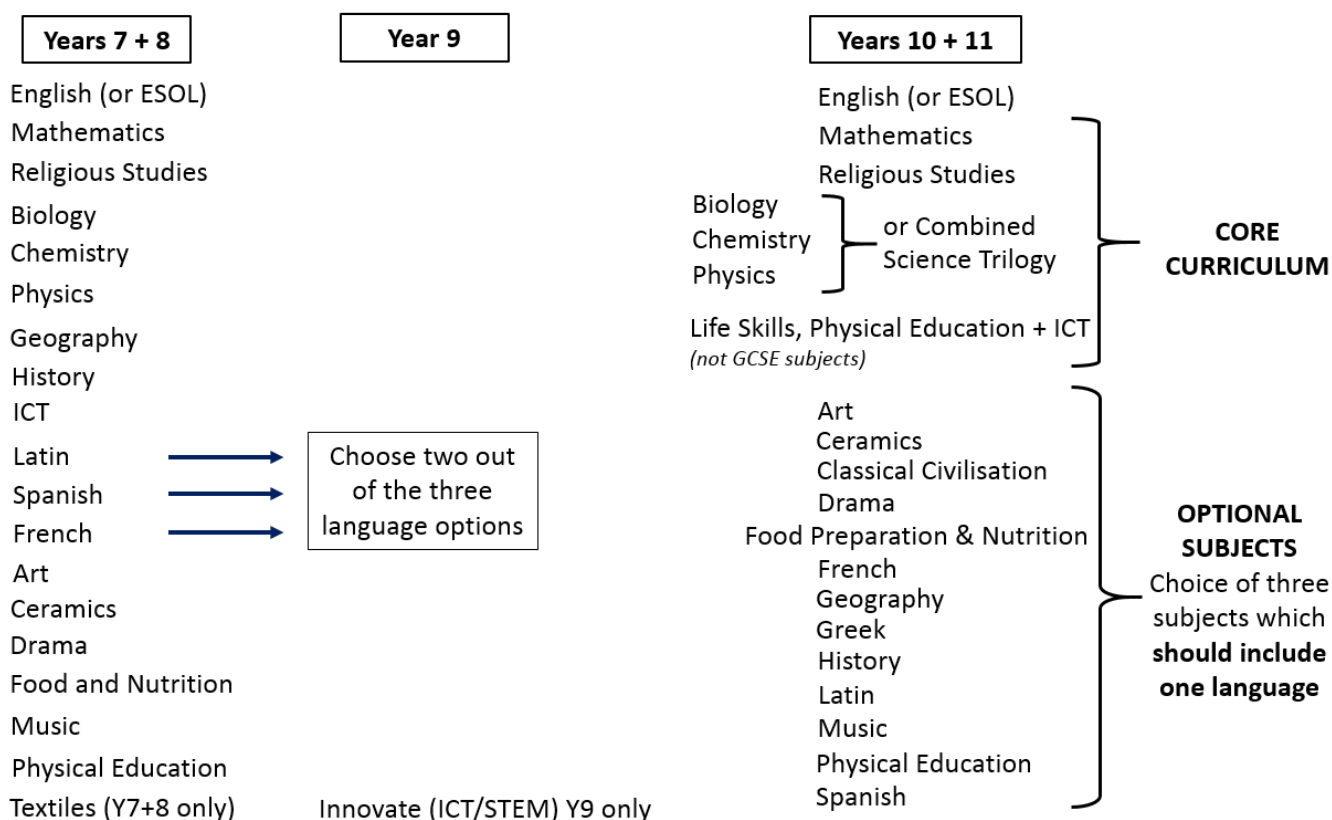 Years 7 + 8
English (or ESOL)
Mathematics
Religious Studies
Biology
Chemistry
Physics
Geography
History
ICT
Latin
Spanish
French
Art
Ceramics
Drama
Food and Nutrition
Music
Physical Education
Textiles (Y7+8 only)
Year 9
Choose two out
of the three
language options
Innovate (ICT/STEM) Y9 only
Years 10 + 11
English (or ESOL)
Mathematics
Religious Studies
Biology
Chemistry
Physics
or Combined
Science Trilogy
Life Skills, Physical Education + ICT
(not GCSE subjects)
CORE
CURRICULUM
Art
Ceramics
Classical Civilisation
Drama
Food Preparation & Nutrition
French
Geography
Greek
History
Latin
Music
Physical Education
Spanish
OPTIONAL
SUBJECTS
Choice of three
subjects which
should include
one language